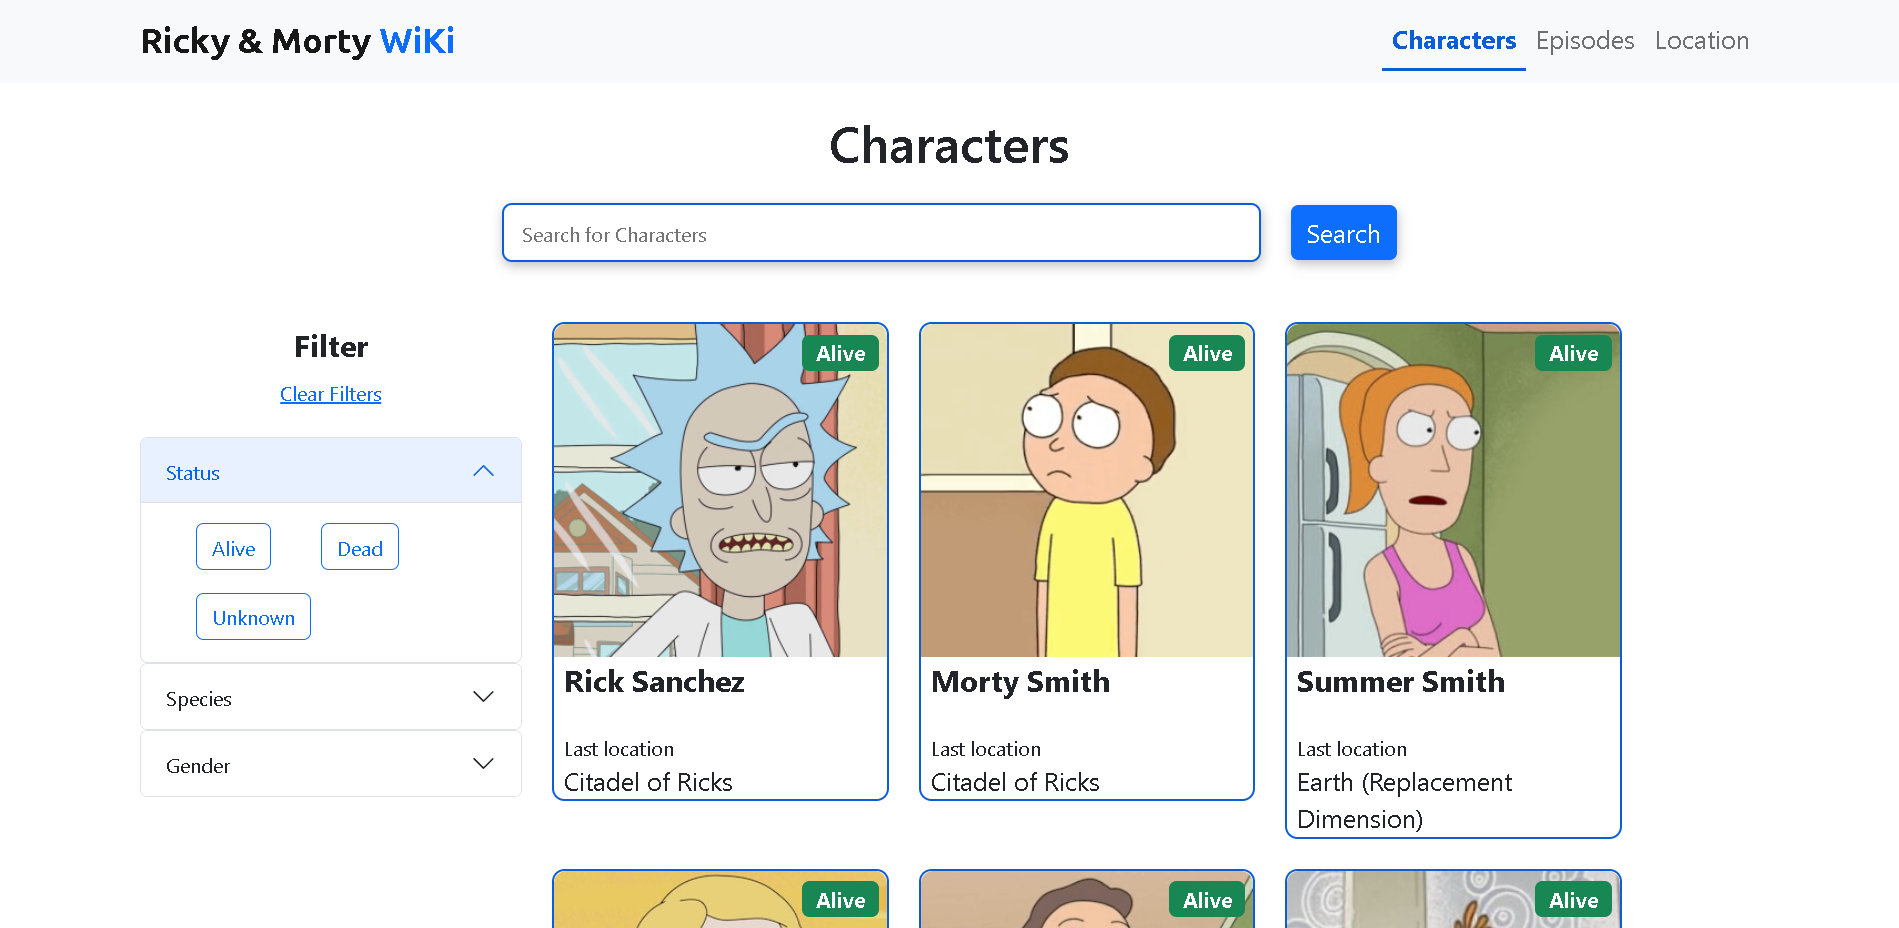 Ricky & Morty WiKi
Characters Episodes Location
Characters
Search for Characters
Search
Filter
Clear Filters
Status
Alive Dead
Unknown
Species
Gender
Alive
Rick Sanchez
Last location
Citadel of Ricks
Alive
Morty Smith
Last location
Citadel of Ricks
Alive
Summer Smith
Last location
Earth (Replacement
Dimension)
Alive
Alive
Alive